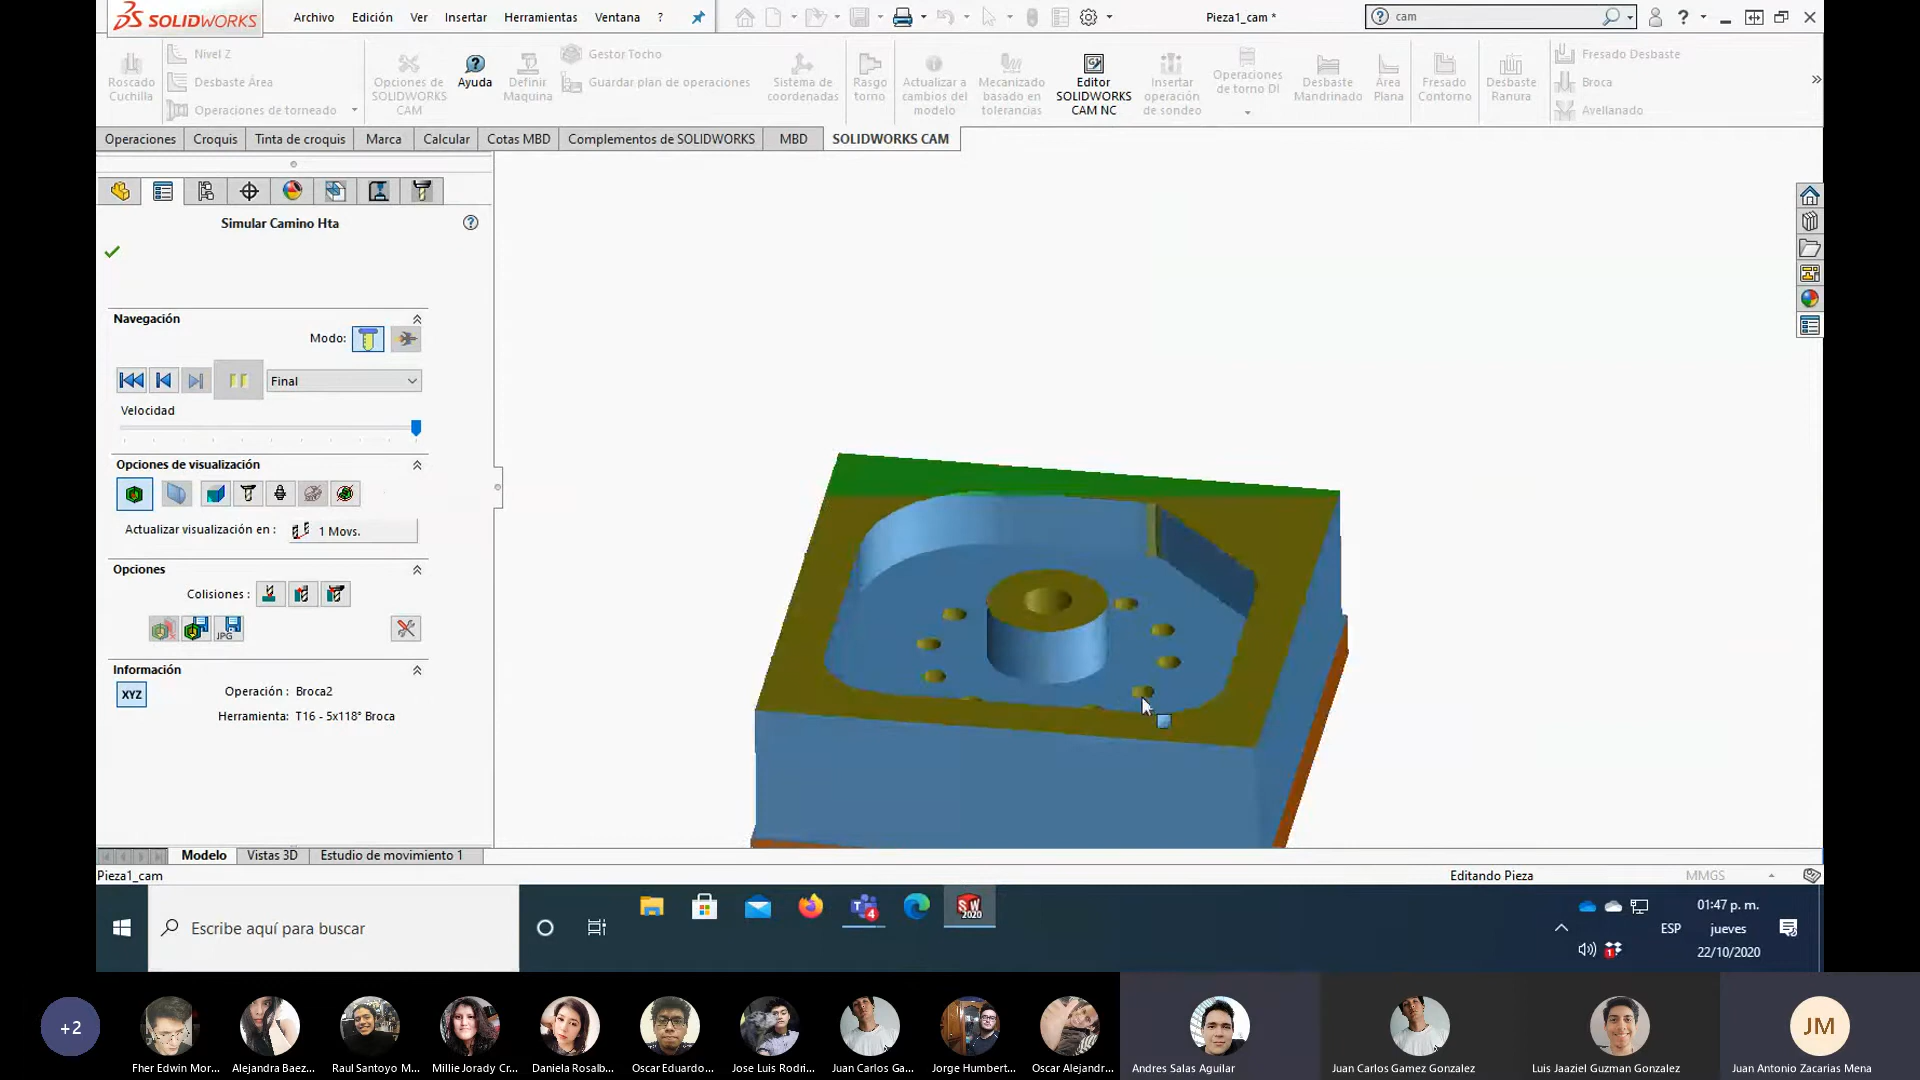 SOLIDWORKS
Archivo Edición Ver Insertar Herramientas Ventana ?
Pieza1_cam *
cam
Roscado Cuchilla
Nivel Z
Desbaste Área
Operaciones de torneado
Opciones de SOLIDWORKS CAM
Ayuda
Definir Maquina
Gestor Tocho
Guardar plan de operaciones
Sistema de coordenadas
Rasgo torno
Actualizar a cambios del modelo
Mecanizado basado en tolerancias
Editor SOLIDWORKS CAM NC
Insertar operación de sondeo
Operaciones de torno DI
Desbaste Mandrinado
Area Plana
Fresado Contorno
Desbaste Ranura
Fresado Desbaste
Broca
Avellanado
Operaciones Croquis Tinta de croquis Marca Calcular Cotas MBD Complementos de SOLIDWORKS MBD SOLIDWORKS CAM
Simular Camino Hta
Navegación
Modo:
Final
Velocidad
Opciones de visualización
Actualizar visualización en :
1 Movs.
Opciones
Colisiones :
JPG
Información
XYZ
Operación : Broca2
Herramienta: T16 - 5x118° Broca
Modelo Vistas 3D Estudio de movimiento 1
Pieza1_cam
Editando Pieza
MMGS
Escribe aquí para buscar
4
SW 2020
ESP
01:47 p. m.
jueves
22/10/2020
1
+2
JM
Fher Edwin Mor...
Alejandra Baez...
Raul Santoyo M...
Millie Jorady Cr...
Daniela Rosalb...
Oscar Eduardo...
Jose Luis Rodri...
Juan Carlos Ga...
Jorge Humbert...
Oscar Alejandr...
Andres Salas Aguilar
Juan Carlos Gamez Gonzalez
Luis Jaaziel Guzman Gonzalez
Juan Antonio Zacarias Mena